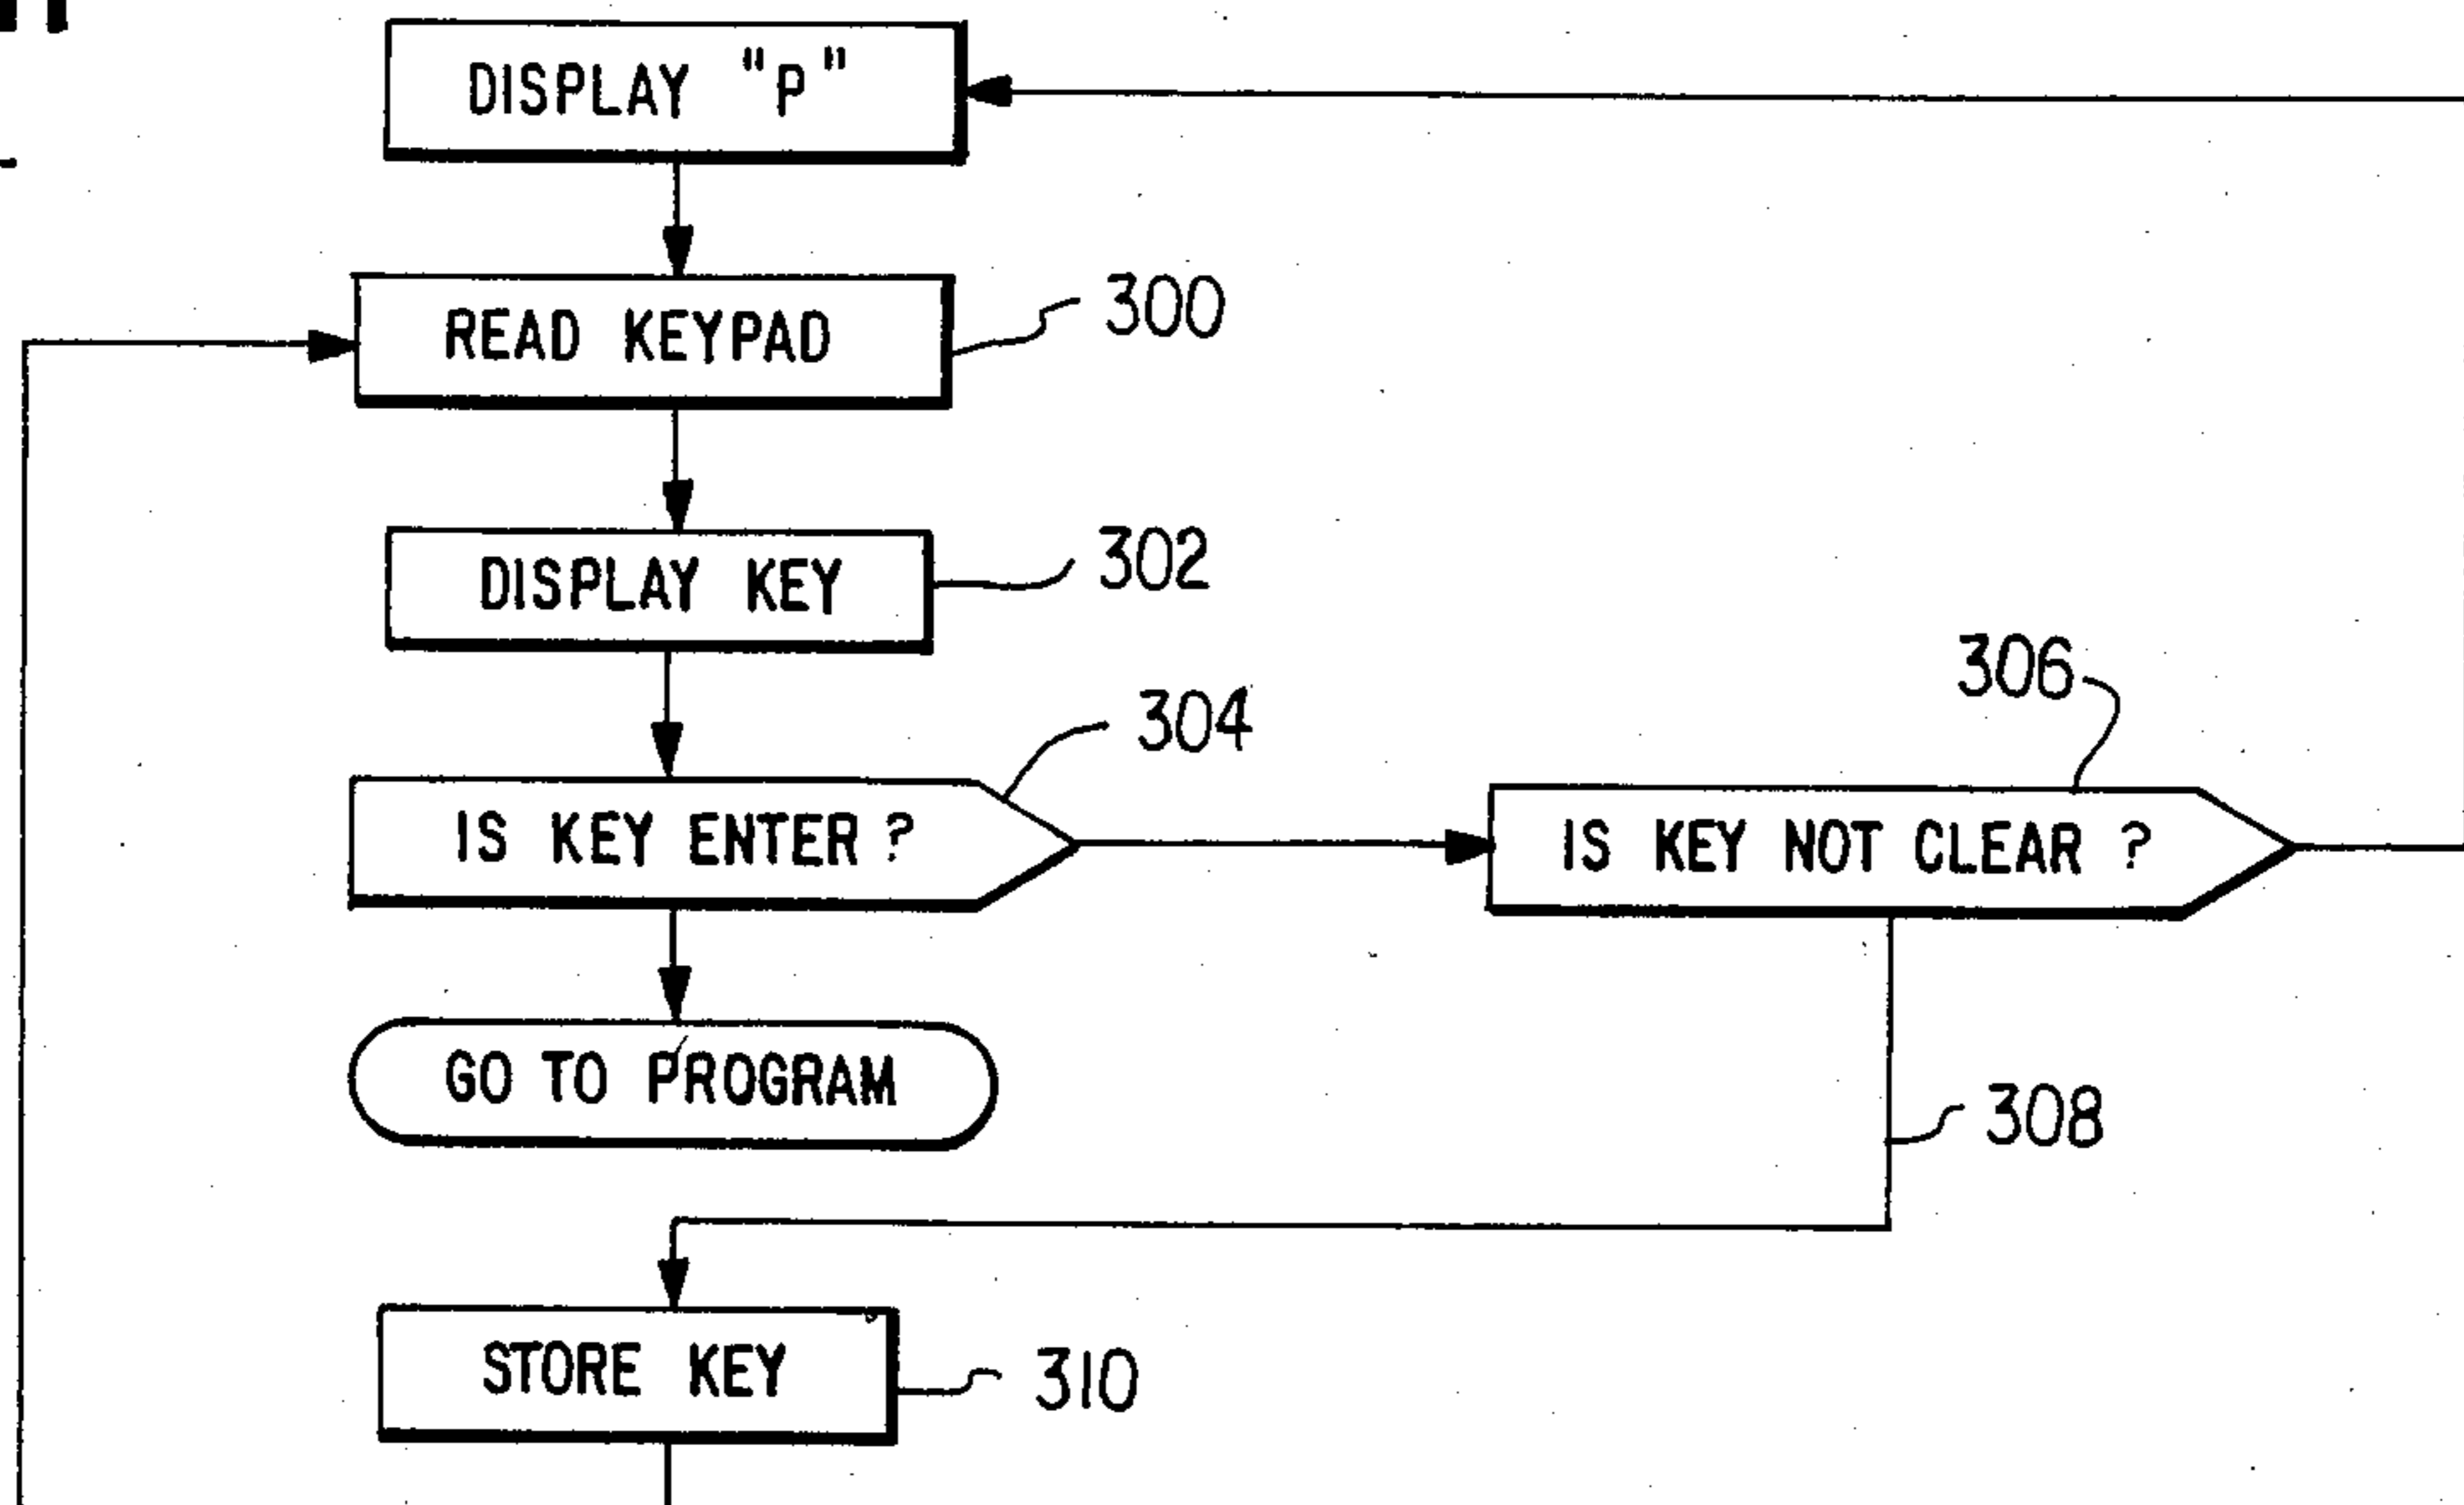 DISPLAY "P"
READ KEYPAD
300
DISPLAY KEY
302
304
306
IS KEY ENTER ?
IS KEY NOT CLEAR ?
GO TO PROGRAM
308
STORE KEY
310